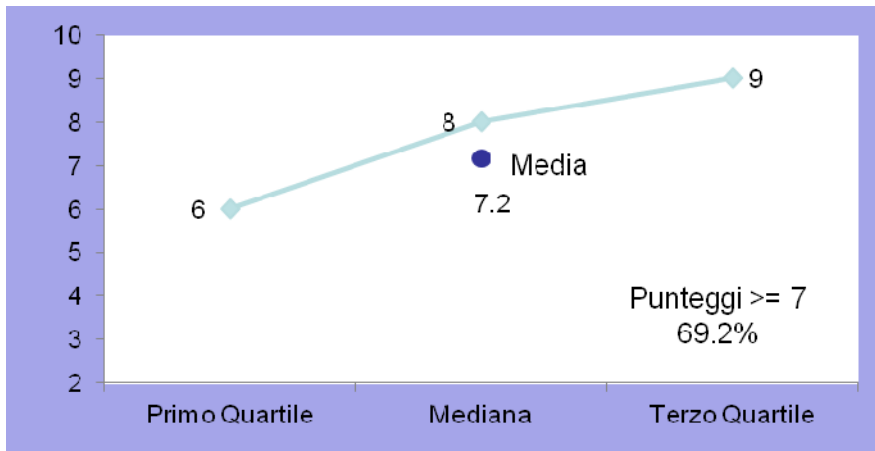 10
9
8
7
6
5
4
3
2
6
8
9
Media
7.2
Punteggi >= 7
69.2%
Primo Quartile
Mediana
Terzo Quartile